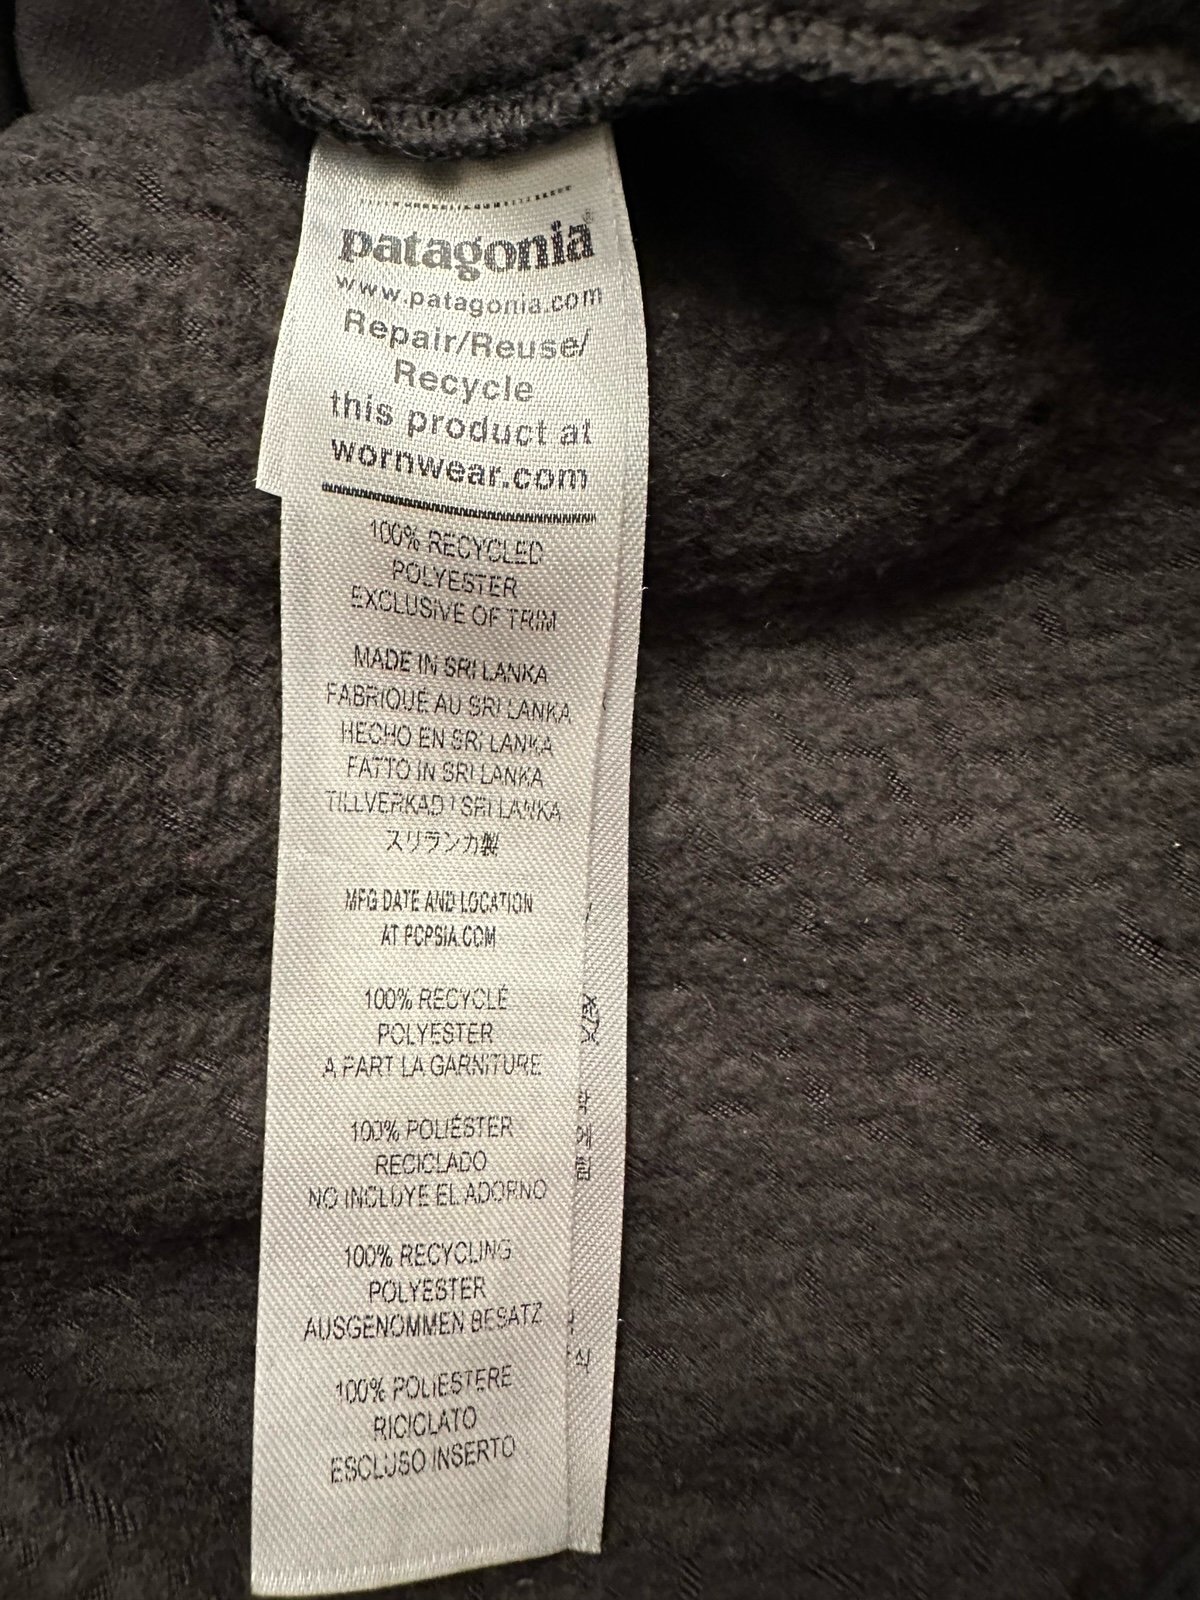 patagonia®
www.patagonia.com
Repair/Reuse/
Recycle
this product at
wornwear.com
100% RECYCLED
POLYESTER
EXCLUSIVE OF TRIM
MADE IN SRI LANKA
FABRIQUÉ AU SRI LANKA
HECHO EN SRI LANKA
FATTO IN SRI LANKA
TILLVERKAD I SRI LANKA
スリランカ製
MFG DATE AND LOCATION
AT PCPSIA.COM
100% RECYCLÉ
POLYESTER
A PART LA GARNITURE
100% POLIÉSTER
RECICLADO
NO INCLUYE EL ADORNO
100% RECYCLING
POLYESTER
AUSGENOMMEN BESATZ
100% POLIESTERE
RICICLATO
ESCLUSO INSERTO